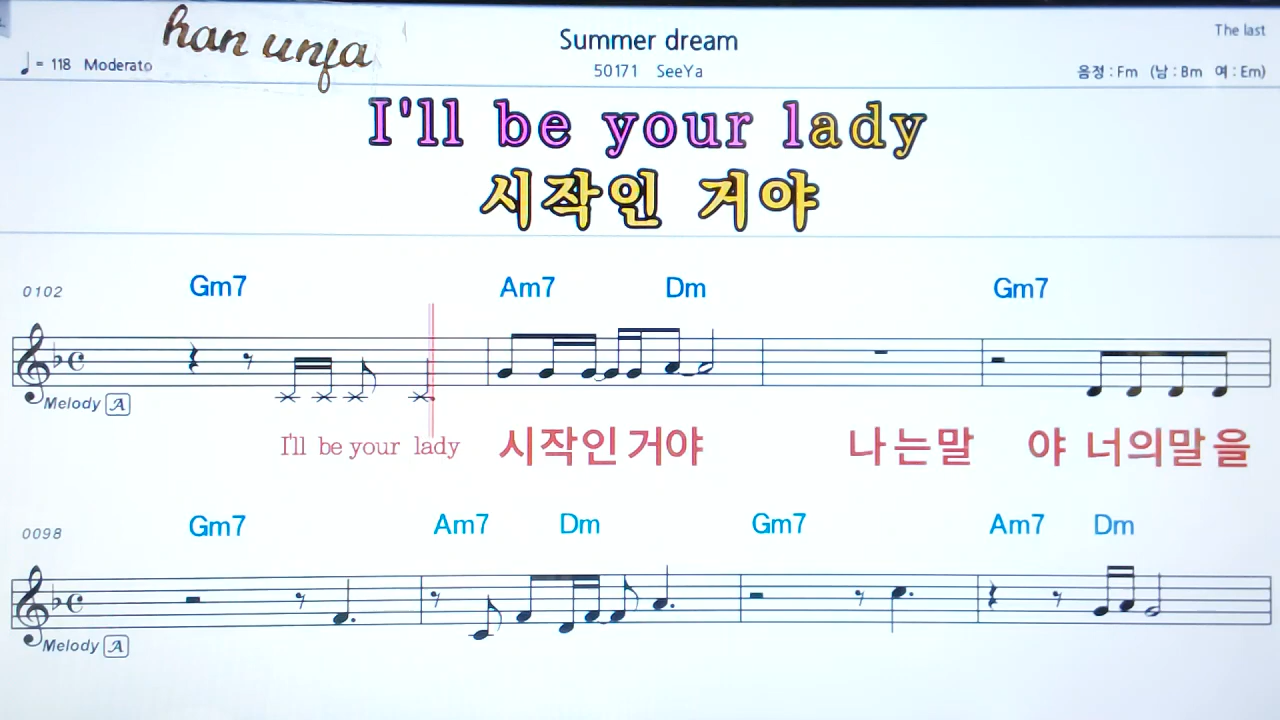 han unfa
Summer dream
The last
♩ = 118 Moderato
50171 SeeYa
음정 : Fm (남 : Bm 여 : Em)
I'll be your lady
시작인 거야
0102
Gm7 Am7 Dm Gm7
Melody A
I'll be your lady 시작인거야 나는말 야 너의말을
0098
Gm7 Am7 Dm Gm7 Am7 Dm
Melody A